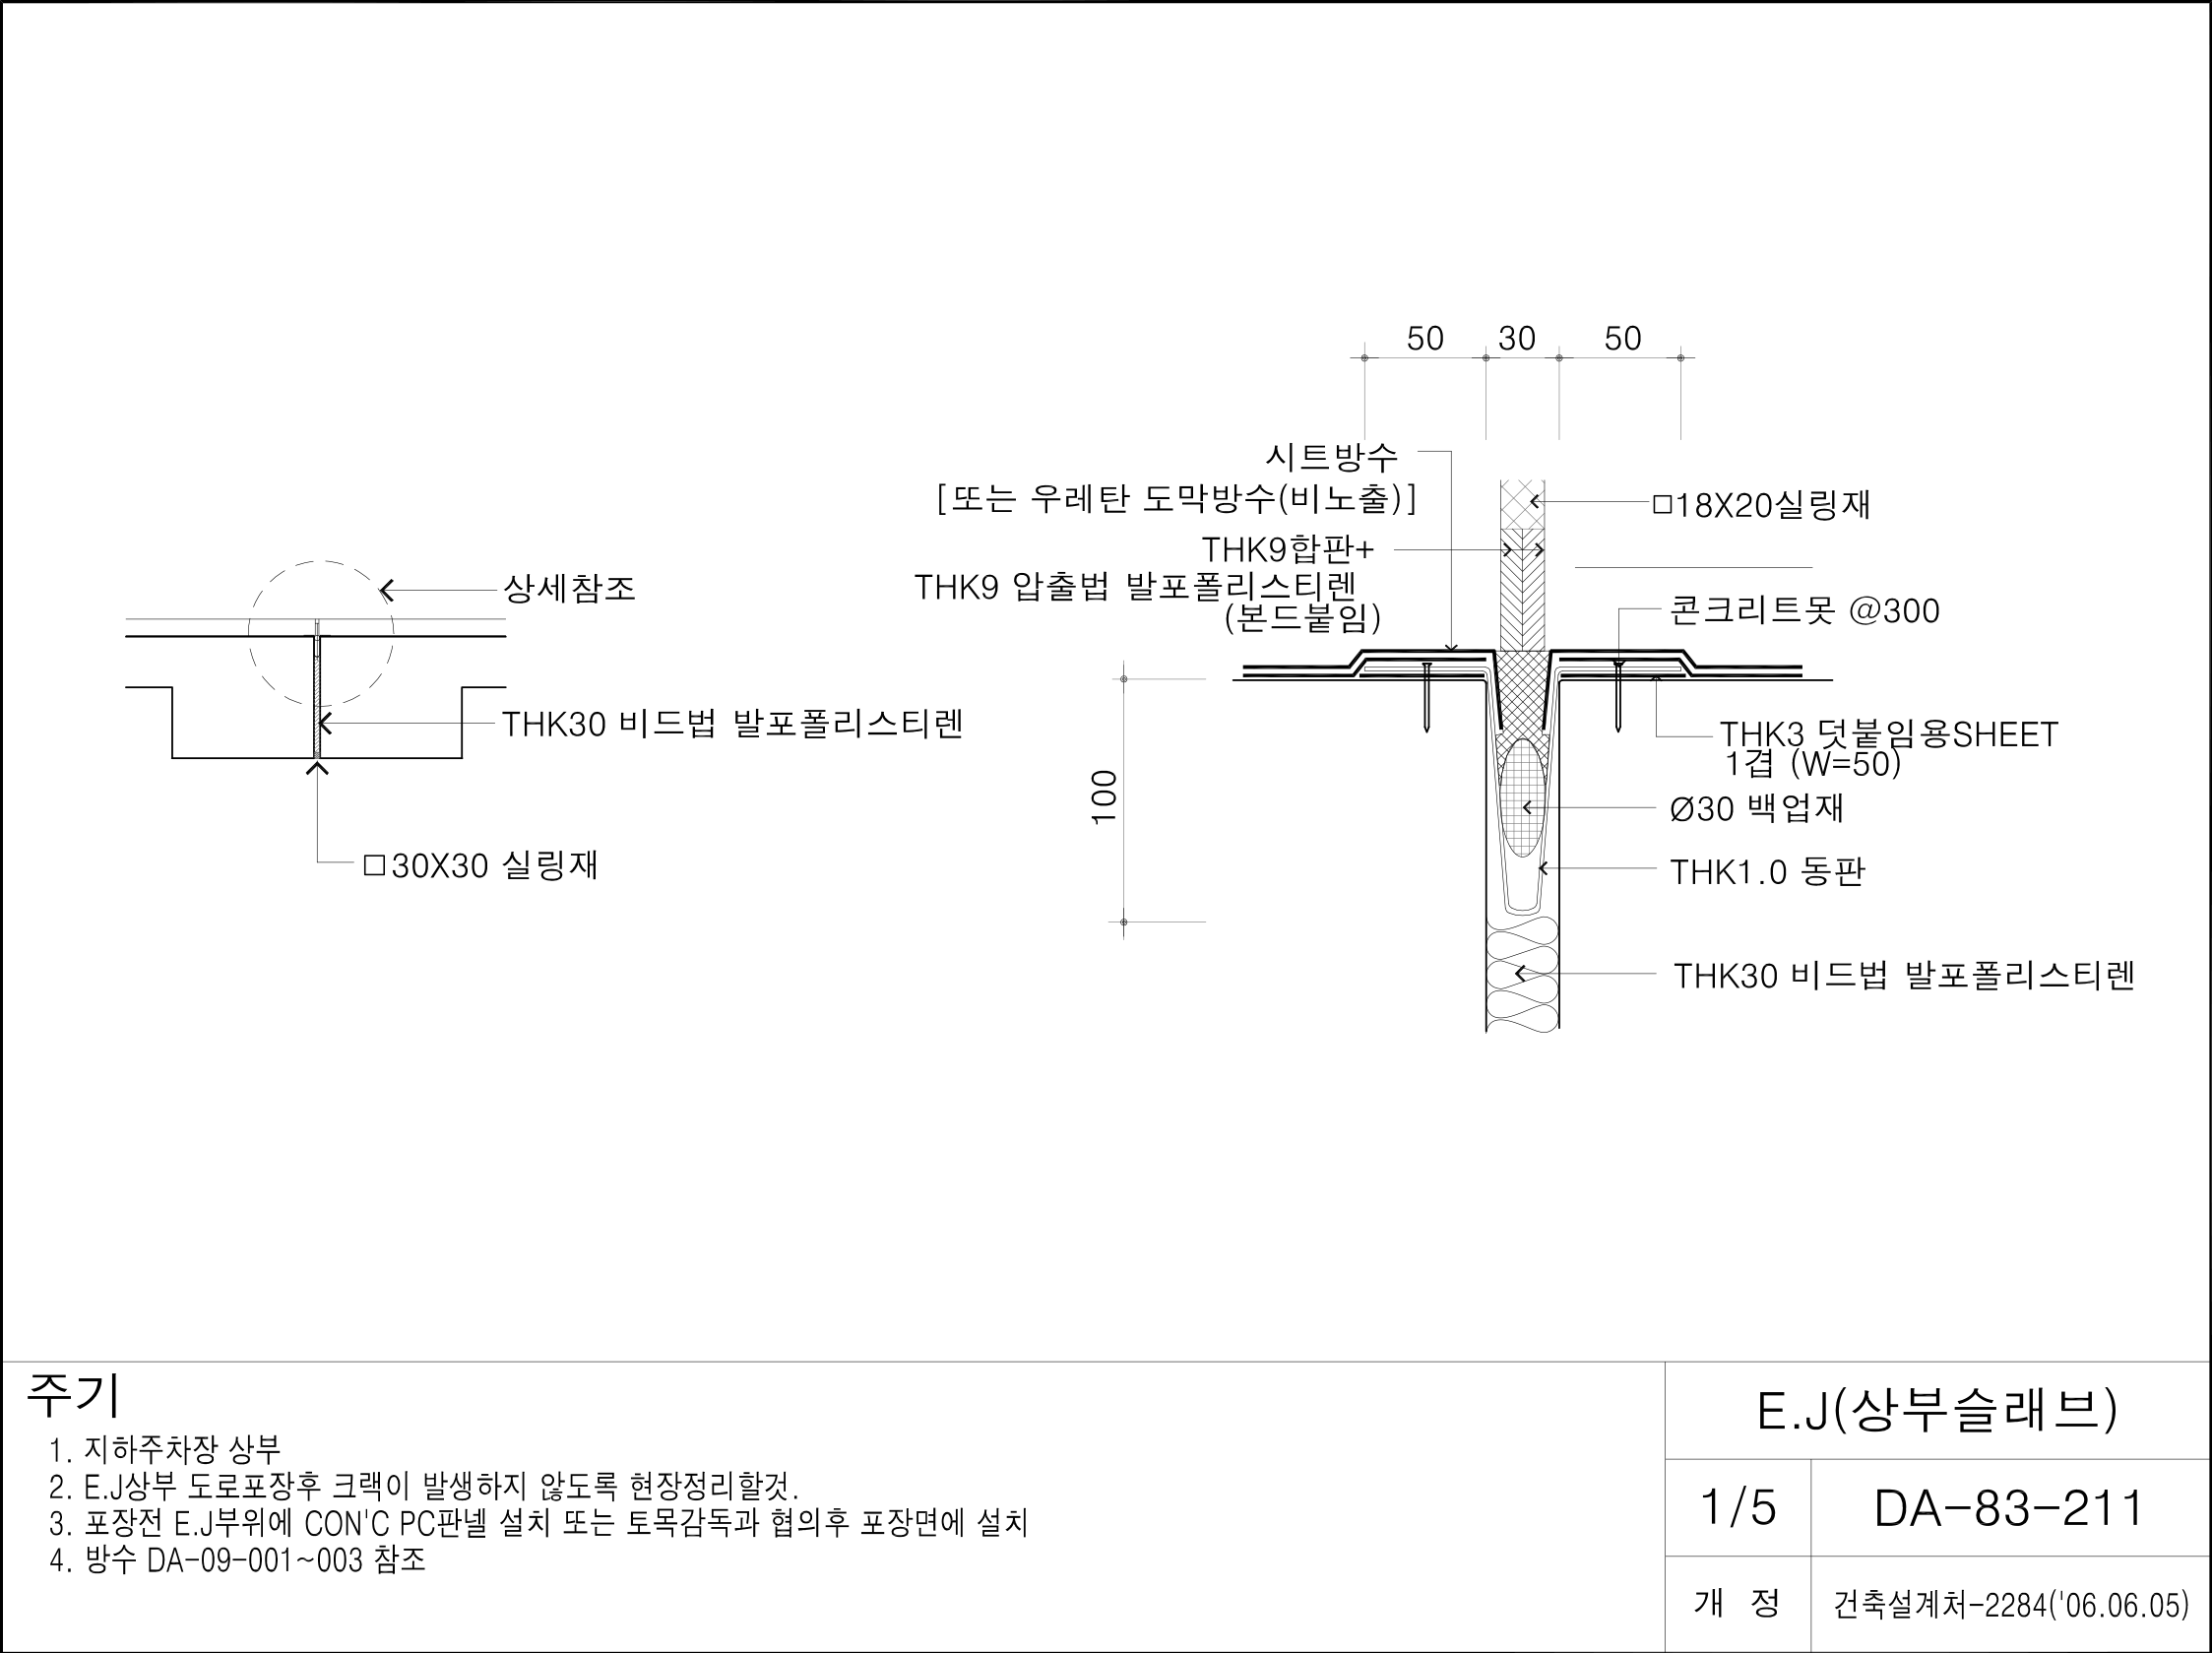 50 30 50
시트방수
[또는 우레탄 도막방수(비노출)]
THK9합판+
THK9 압출법 발포폴리스티렌
(본드붙임)
□18X20실링재
콘크리트못 @300
THK3 덧붙임용SHEET
1겹 (W=50)
Ø30 백업재
THK1.0 동판
THK30 비드법 발포폴리스티렌
100
상세참조
THK30 비드법 발포폴리스티렌
□30X30 실링재
주기
1. 지하주차장 상부
2. E.J상부 도로포장후 크랙이 발생하지 않도록 현장정리할것.
3. 포장전 E.J부위에 CON'C PC판넬 설치 또는 토목감독과 협의후 포장면에 설치
4. 방수 DA-09-001~003 참조
E.J(상부슬래브)
1/5 DA-83-211
개 정 건축설계처-2284('06.06.05)